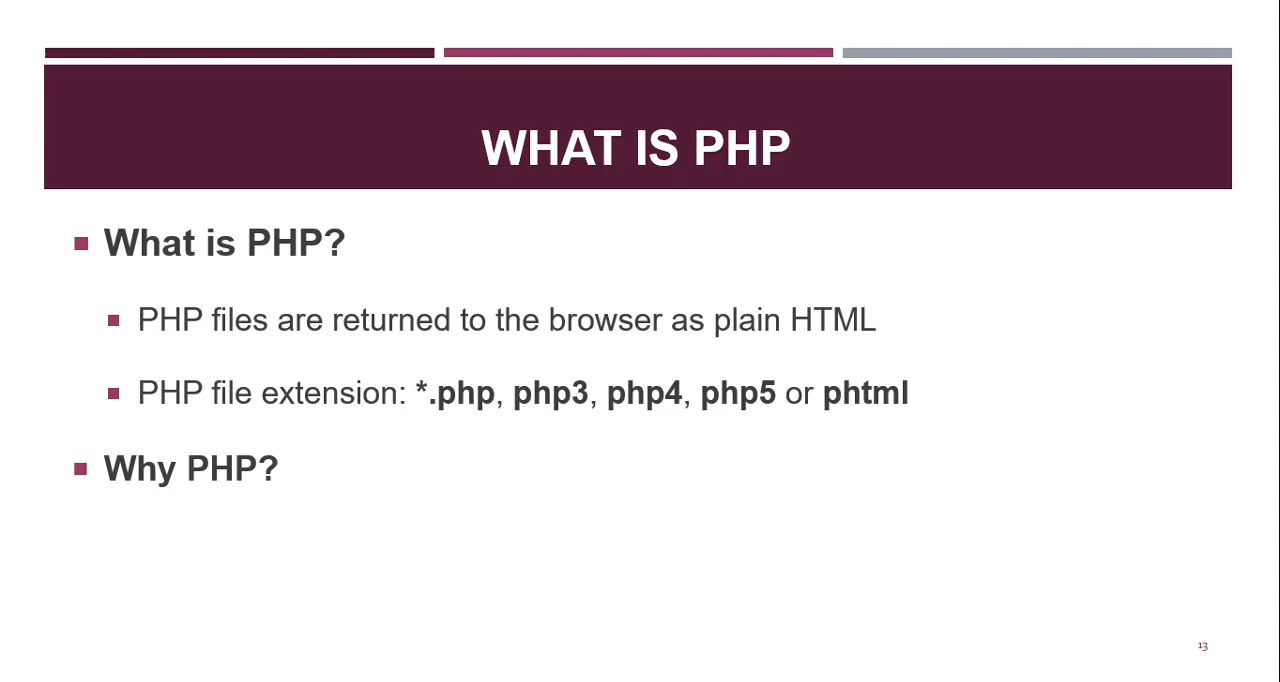 WHAT IS PHP
What is PHP?
PHP files are returned to the browser as plain HTML
PHP file extension: *.php, php3, php4, php5 or phtml
Why PHP?
13